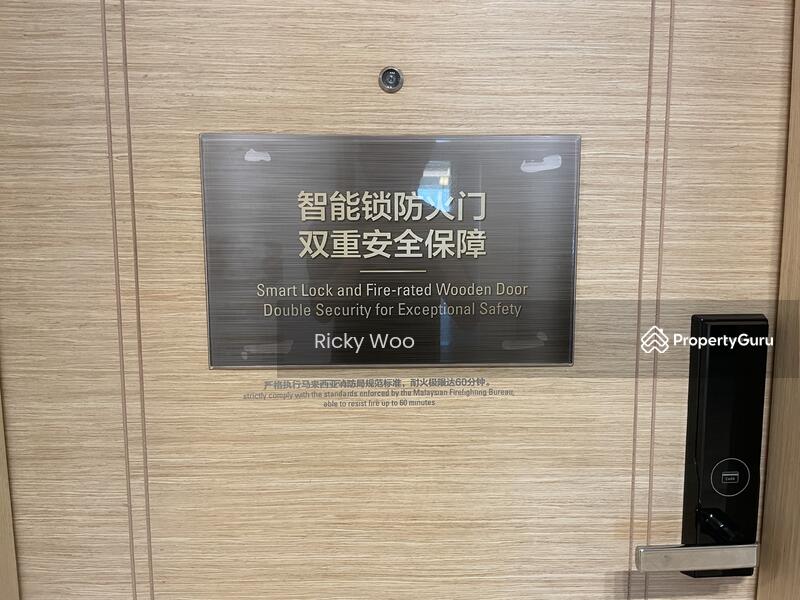 智能锁防火门
双重安全保障
Smart Lock and Fire-rated Wooden Door
Double Security for Exceptional Safety
Ricky Woo
PropertyGuru
严格执行马来西亚消防局规范标准，耐火极限达60分钟。
strictly comply with the standards enforced by the Malaysian Firefighting Bureau,
able to resist fire up to 60 minutes
CARD